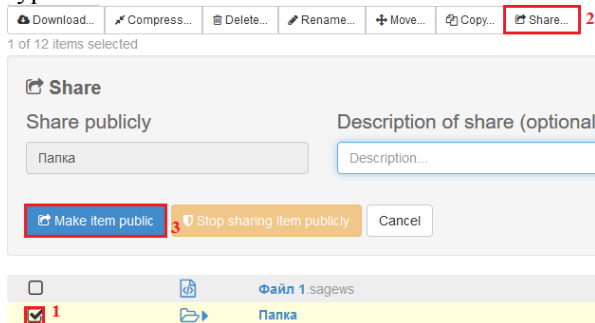 Download... Compress... Delete... Rename... Move... Copy... Share... 2
1 of 12 items selected
Share
Share publicly Description of share (optional
Папка Description...
Make item public 3 Stop sharing item publicly Cancel
Файл 1.sagews
1 Папка